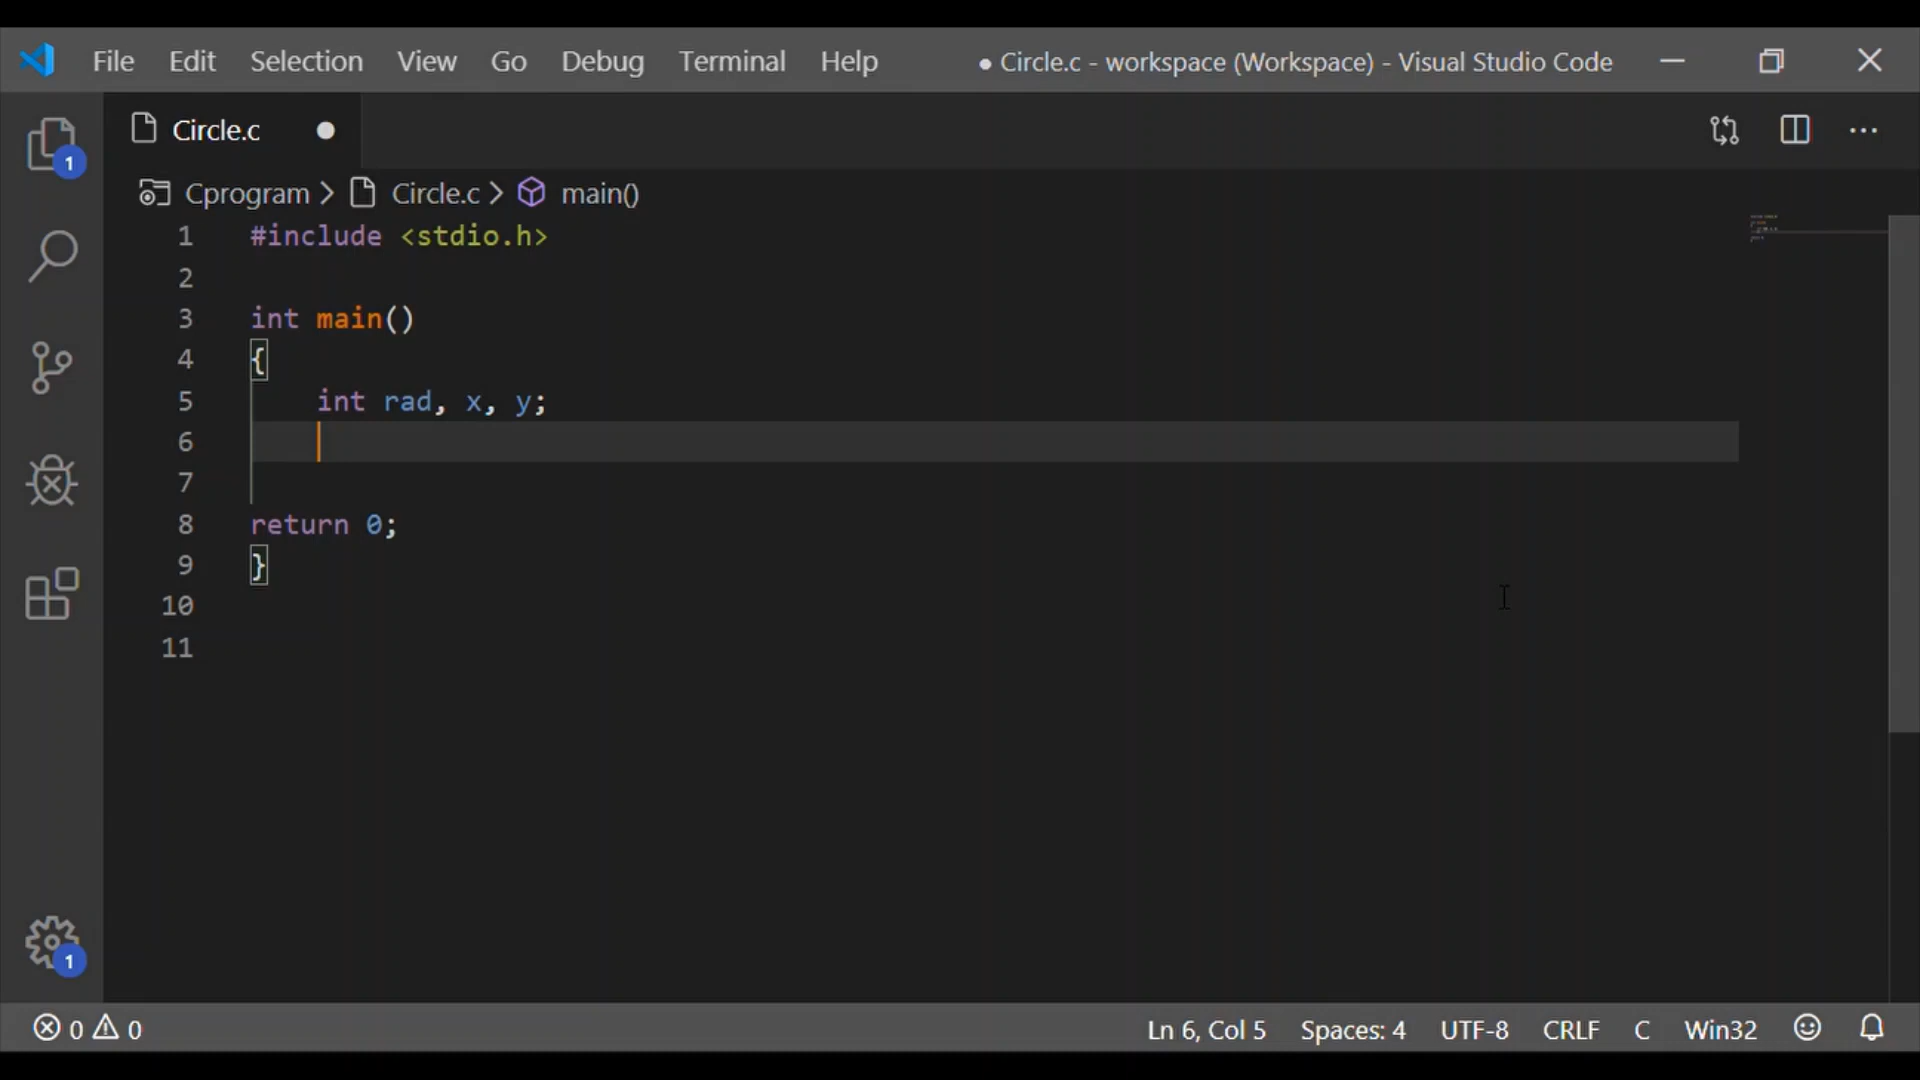 File Edit Selection View Go Debug Terminal Help ● Circle.c - workspace (Workspace) - Visual Studio Code
Circle.c
1
Cprogram > Circle.c > main()
1 #include <stdio.h>
2
3 int main()
4 {
5 int rad, x, y;
6
7
8 return 0;
9 }
10
11
1
0 0 Ln 6, Col 5 Spaces: 4 UTF-8 CRLF C Win32